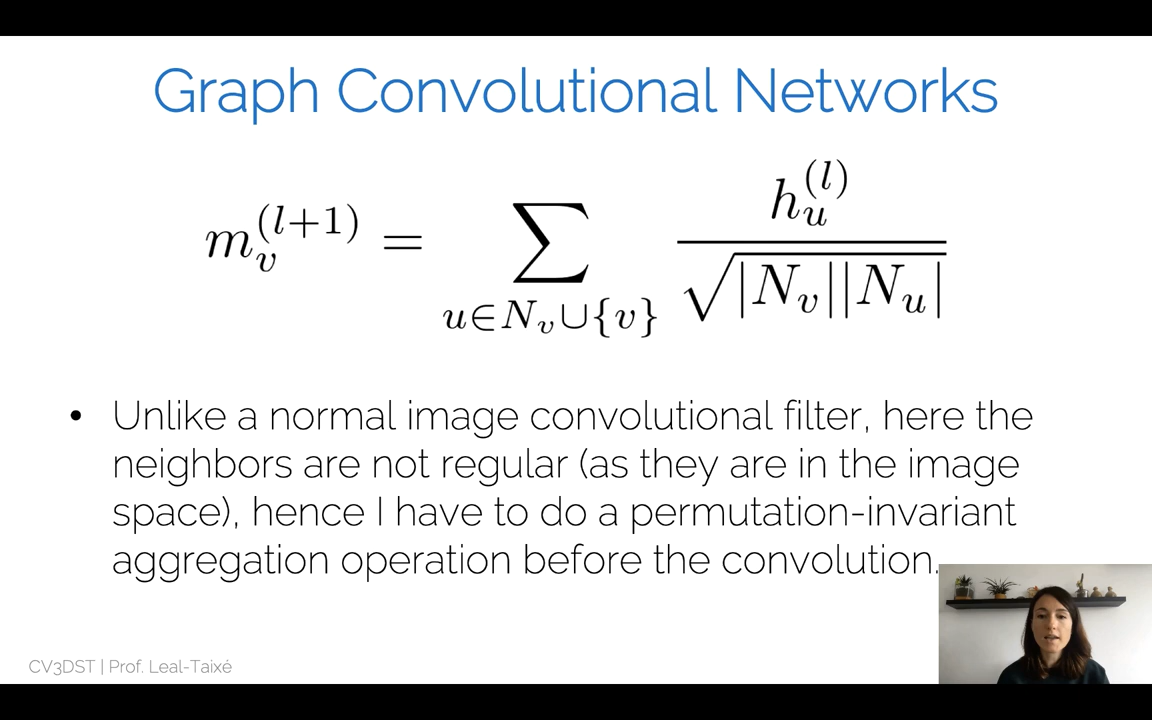 Graph Convolutional Networks
m_v^{(l+1)} = \sum_{u \in N_v \cup \{v\}} \frac{h_u^{(l)}}{\sqrt{|N_v||N_u|}}
• Unlike a normal image convolutional filter, here the
neighbors are not regular (as they are in the image
space), hence I have to do a permutation-invariant
aggregation operation before the convolution.
CV3DST | Prof. Leal-Taixé